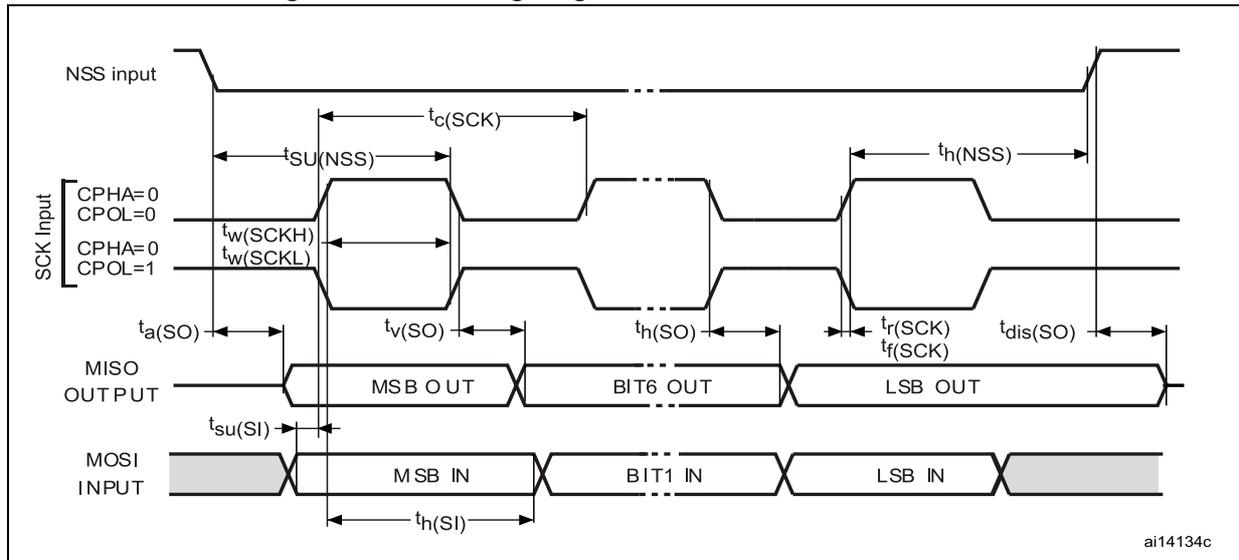 NSS input
tc(SCK)
tSU(NSS)
th(NSS)
SCK Input
CPHA=0
CPOL=0
tw(SCKH)
CPHA=0
tw(SCKL)
CPOL=1
ta(SO)
tv(SO)
th(SO)
tr(SCK)
tf(SCK)
tdis(SO)
MISO
OUTPUT
MSB OUT
BIT6 OUT
LSB OUT
tsu(SI)
MOSI
INPUT
MSB IN
BIT1 IN
LSB IN
th(SI)
ai14134c